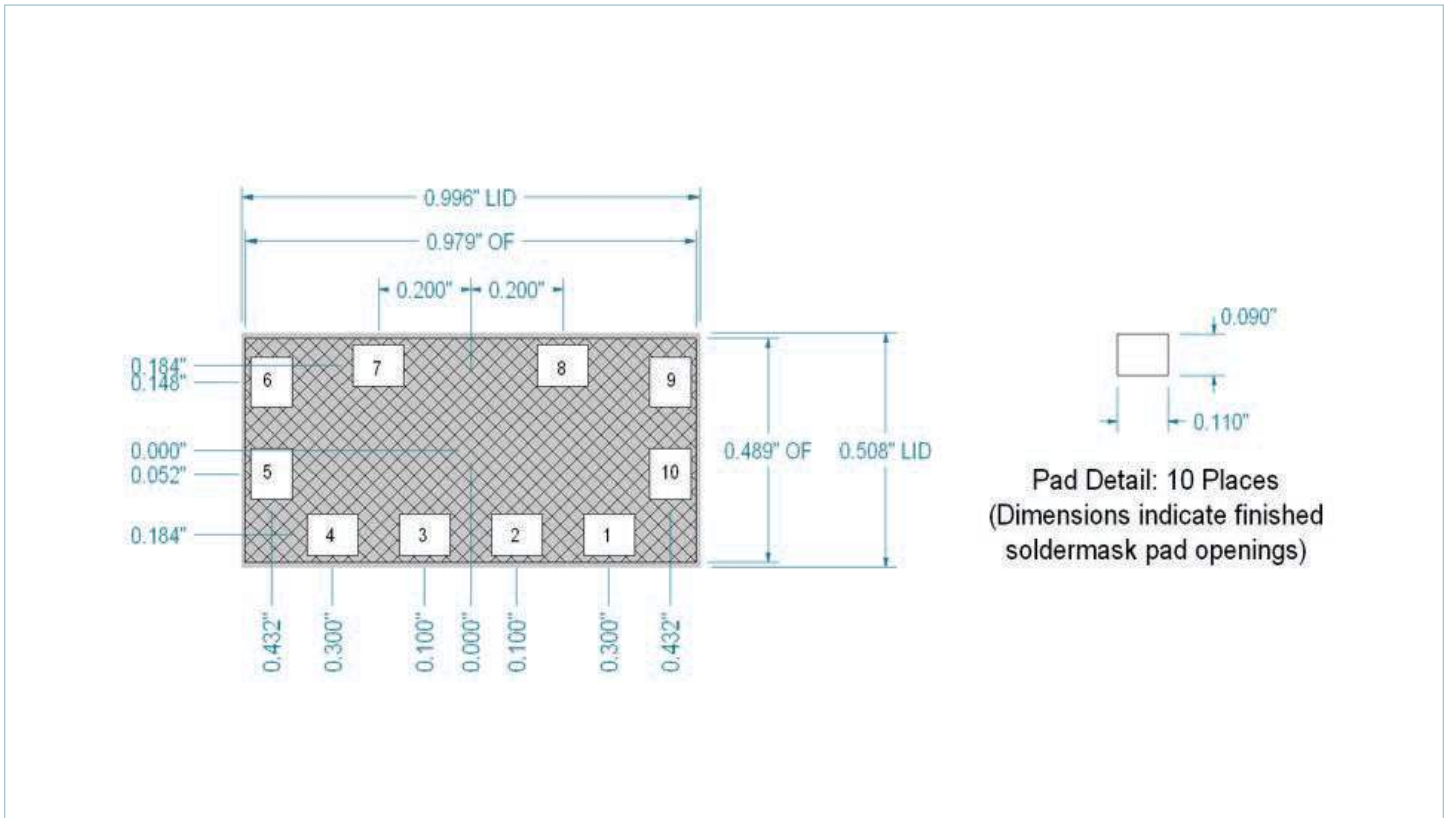 0.996" LID
0.979" OF
0.200" 0.200"
0.090"
0.110"
0.184"
0.148"
7 8
6 9
0.000"
0.052"
0.489" OF 0.508" LID
5 10
0.184"
4 3 2 1
Pad Detail: 10 Places
(Dimensions indicate finished
soldermask pad openings)
0.432" 0.300" 0.100" 0.000" 0.100" 0.300" 0.432"